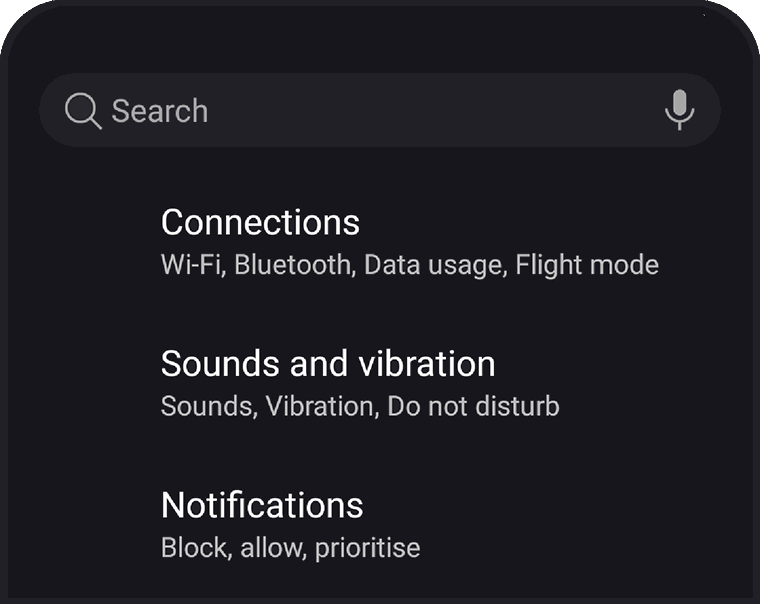 Search
Connections
Wi-Fi, Bluetooth, Data usage, Flight mode
Sounds and vibration
Sounds, Vibration, Do not disturb
Notifications
Block, allow, prioritise